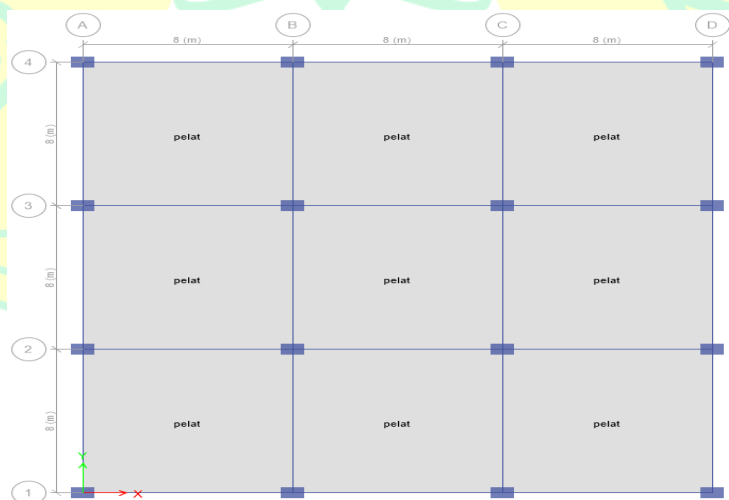 A B C D
8 (m) 8 (m) 8 (m)
4
8 (m)
pelat pelat pelat
3
8 (m)
pelat pelat pelat
2
8 (m)
pelat pelat pelat
Y
1 X